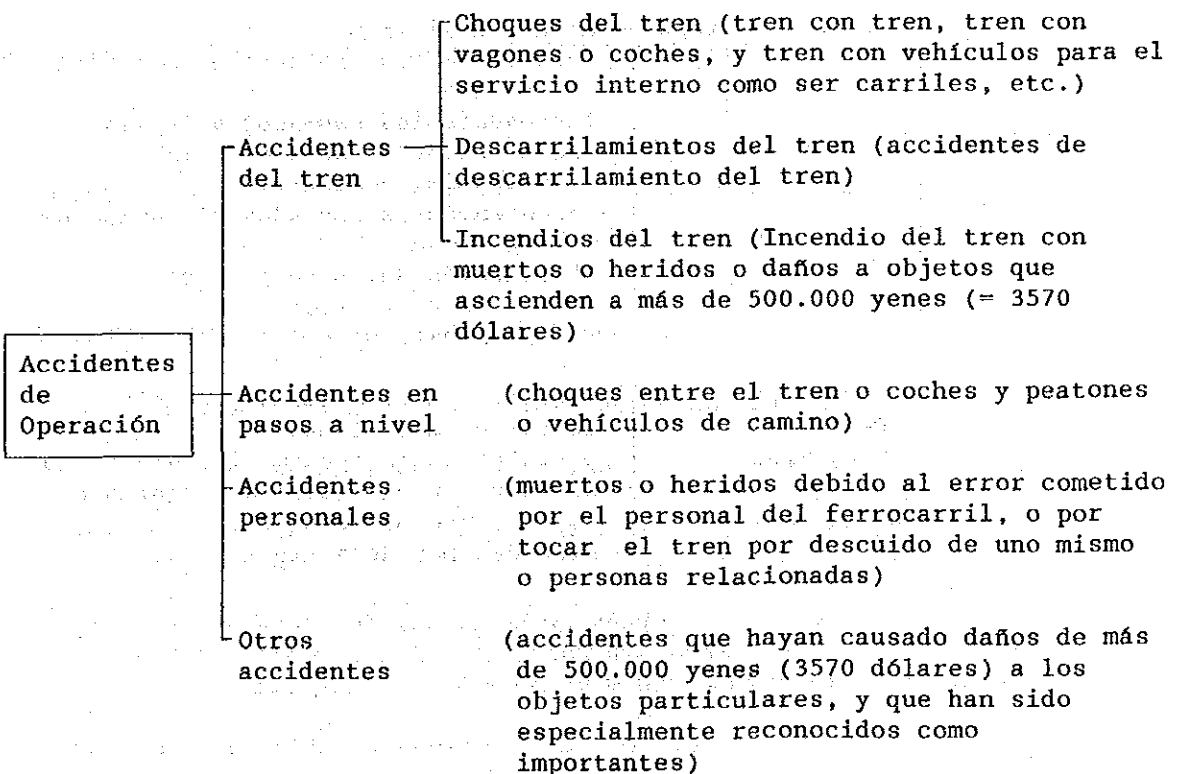 Choques del tren (tren con tren, tren con
vagones o coches, y tren con vehículos para el
servicio interno como ser carriles, etc.)
Accidentes
del tren
Descarrilamientos del tren (accidentes de
descarrilamiento del tren)
Incendios del tren (Incendio del tren con
muertos o heridos o daños a objetos que
ascienden a más de 500.000 yenes (= 3570
dólares)
Accidentes
de
Operación
Accidentes en
pasos a nivel
(choques entre el tren o coches y peatones
o vehículos de camino)
Accidentes
personales
(muertos o heridos debido al error cometido
por el personal del ferrocarril, o por
tocar el tren por descuido de uno mismo
o personas relacionadas)
Otros
accidentes
(accidentes que hayan causado daños de más
de 500.000 yenes (3570 dólares) a los
objetos particulares, y que han sido
especialmente reconocidos como
importantes)